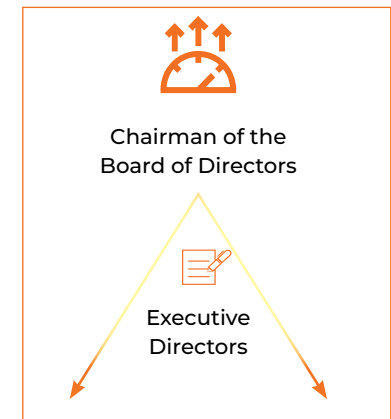 Chairman of the
Board of Directors
Executive
Directors